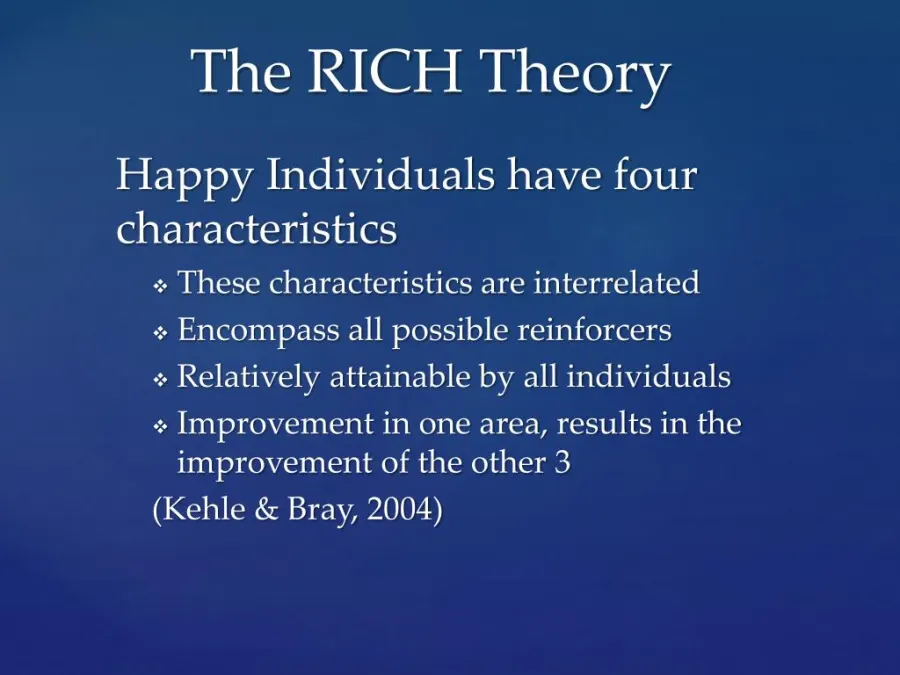 The RICH Theory
Happy Individuals have four
characteristics
❖ These characteristics are interrelated
❖ Encompass all possible reinforcers
❖ Relatively attainable by all individuals
❖ Improvement in one area, results in the
improvement of the other 3
(Kehle & Bray, 2004)